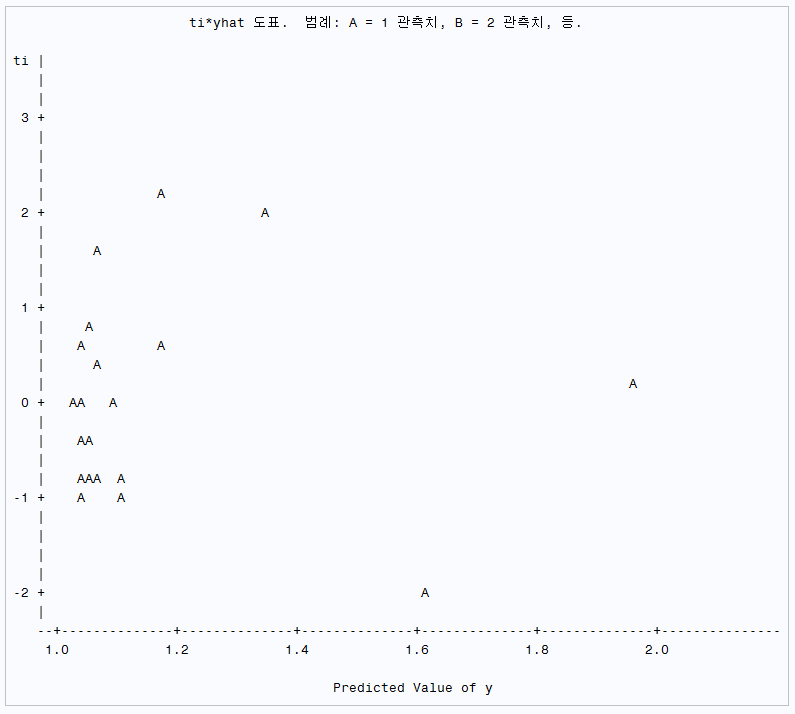 ti*yhat 도표.  범례: A = 1 관측치, B = 2 관측치, 등.
ti |
|
|
3 +
|
|
|
| A
2 + A
|
| A
|
|
1 +
| A
| A A
| A
| A
0 + AA A
|
| AA
|
| AAA A
-1 + A A
|
|
|
|
-2 + A
|
--+--------------+--------------+--------------+--------------+--------------+---------------
1.0 1.2 1.4 1.6 1.8 2.0
Predicted Value of y